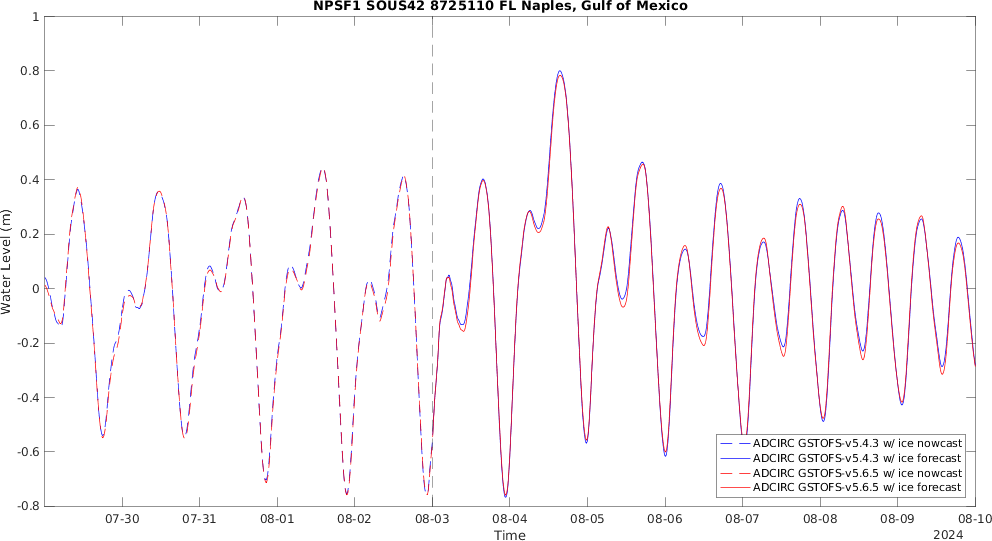 NPSF1 SOUS42 8725110 FL Naples, Gulf of Mexico
Water Level (m)
1
0.8
0.6
0.4
0.2
0
-0.2
-0.4
-0.6
-0.8
07-30 07-31 08-01 08-02 08-03 08-04 08-05 08-06 08-07 08-08 08-09 08-10
Time
2024
ADCIRC GSTOFS-v5.4.3 w/ ice nowcast
ADCIRC GSTOFS-v5.4.3 w/ ice forecast
ADCIRC GSTOFS-v5.6.5 w/ ice nowcast
ADCIRC GSTOFS-v5.6.5 w/ ice forecast